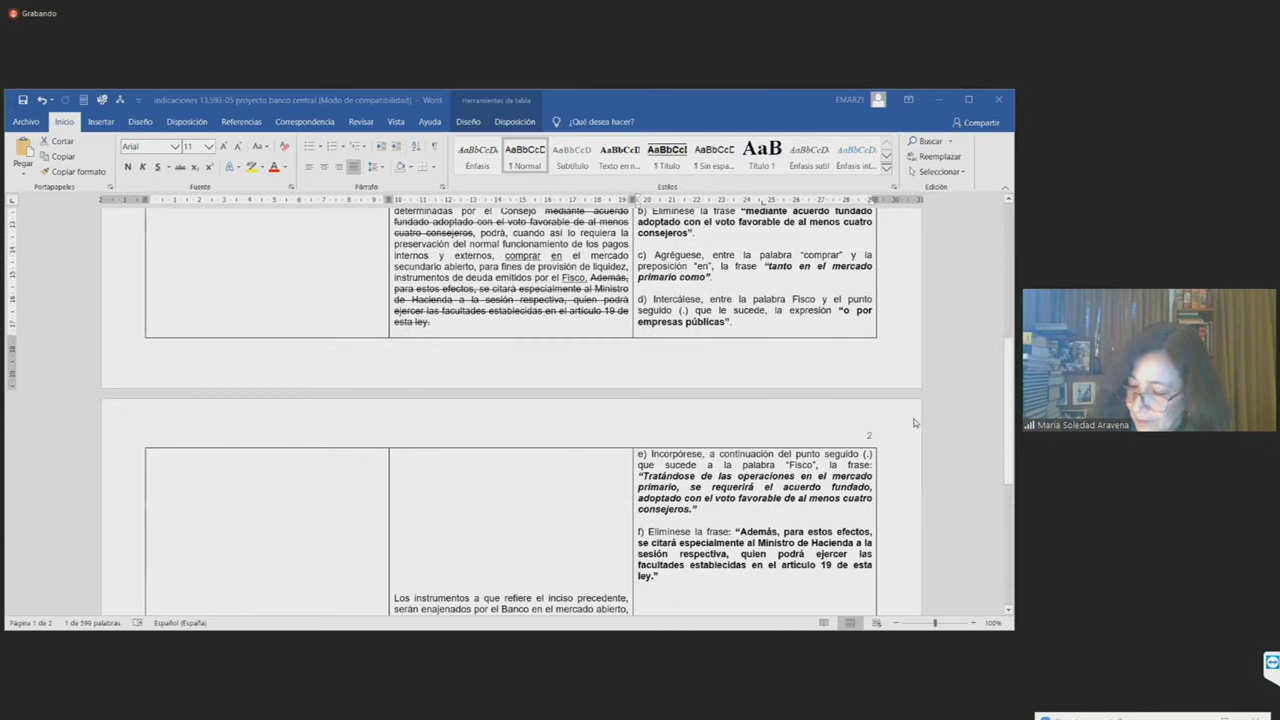 Grabando
indicaciones 13.593-05 proyecto banco central [Modo de compatibilidad] - Word
Herramientas de tabla
EMARZI
Archivo Inicio Insertar Diseño Disposición Referencias Correspondencia Revisar Vista Ayuda Diseño Disposición ¿Qué desea hacer? Compartir
Pegar
Cortar
Copiar
Copiar formato
Portapapeles
Arial 11
N K S abc x₂ x²
Fuente
Párrafo
AaBbCcDc AaBbCcD AaBbCcD AaBbCcDc AaBbCcD AaBbCcD AaB AaBbCcDc AaBbCcDc
Énfasis ¶ Normal Subtítulo Texto en n... ¶ Título ¶ Sin espa... Título 1 Énfasis sutil Énfasis int...
Estilos
Buscar
Reemplazar
Seleccionar
Edición
determinadas por el Consejo mediante acuerdo
fundado adoptado con el voto favorable de al menos
cuatro consejeros, podrá, cuando así lo requiera la
preservación del normal funcionamiento de los pagos
internos y externos, comprar en el mercado
secundario abierto, para fines de provisión de liquidez,
instrumentos de deuda emitidos por el Fisco. Además,
para estos efectos, se citará especialmente al Ministro
de Hacienda a la sesión respectiva, quien podrá
ejercer las facultades establecidas en el artículo 19 de
esta ley.
b) Elimínese la frase “mediante acuerdo fundado
adoptado con el voto favorable de al menos cuatro
consejeros”.
c) Agréguese, entre la palabra “comprar” y la
preposición “en”, la frase “tanto en el mercado
primario como”.
d) Intercálese, entre la palabra Fisco y el punto
seguido (.) que le sucede, la expresión “o por
empresas públicas”.
2
e) Incorpórese, a continuación del punto seguido (.)
que sucede a la palabra “Fisco”, la frase:
“Tratándose de las operaciones en el mercado
primario, se requerirá el acuerdo fundado,
adoptado con el voto favorable de al menos cuatro
consejeros.”
f) Elimínese la frase: “Además, para estos efectos,
se citará especialmente al Ministro de Hacienda a la
sesión respectiva, quien podrá ejercer las
facultades establecidas en el artículo 19 de esta
ley.”
Los instrumentos a que refiere el inciso precedente,
serán enajenados por el Banco en el mercado abierto,
Página 1 de 2 1 de 599 palabras Español (España) 100%
María Soledad Aravena